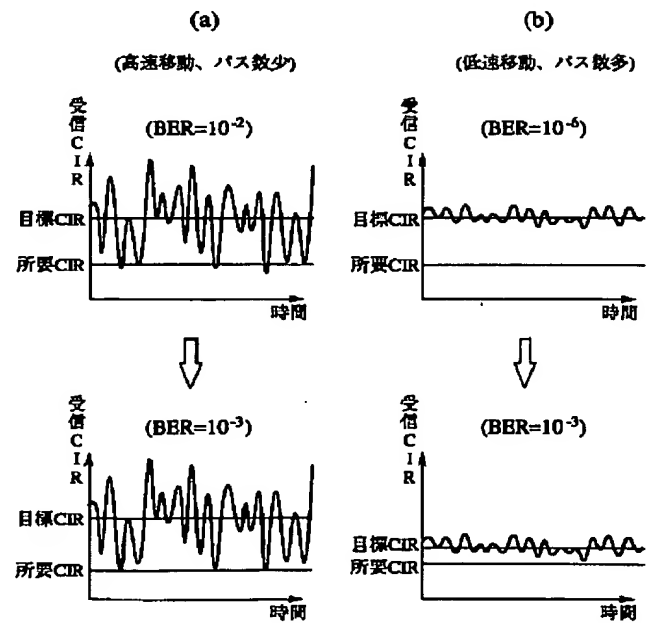 (a)
(高速移動、パス数少)
受信CIR
(BER=10⁻²)
目標CIR
所要CIR
時間
(b)
(低速移動、パス数多)
受信CIR
(BER=10⁻⁶)
目標CIR
所要CIR
時間
受信CIR
(BER=10⁻³)
目標CIR
所要CIR
時間
受信CIR
(BER=10⁻³)
目標CIR
所要CIR
時間